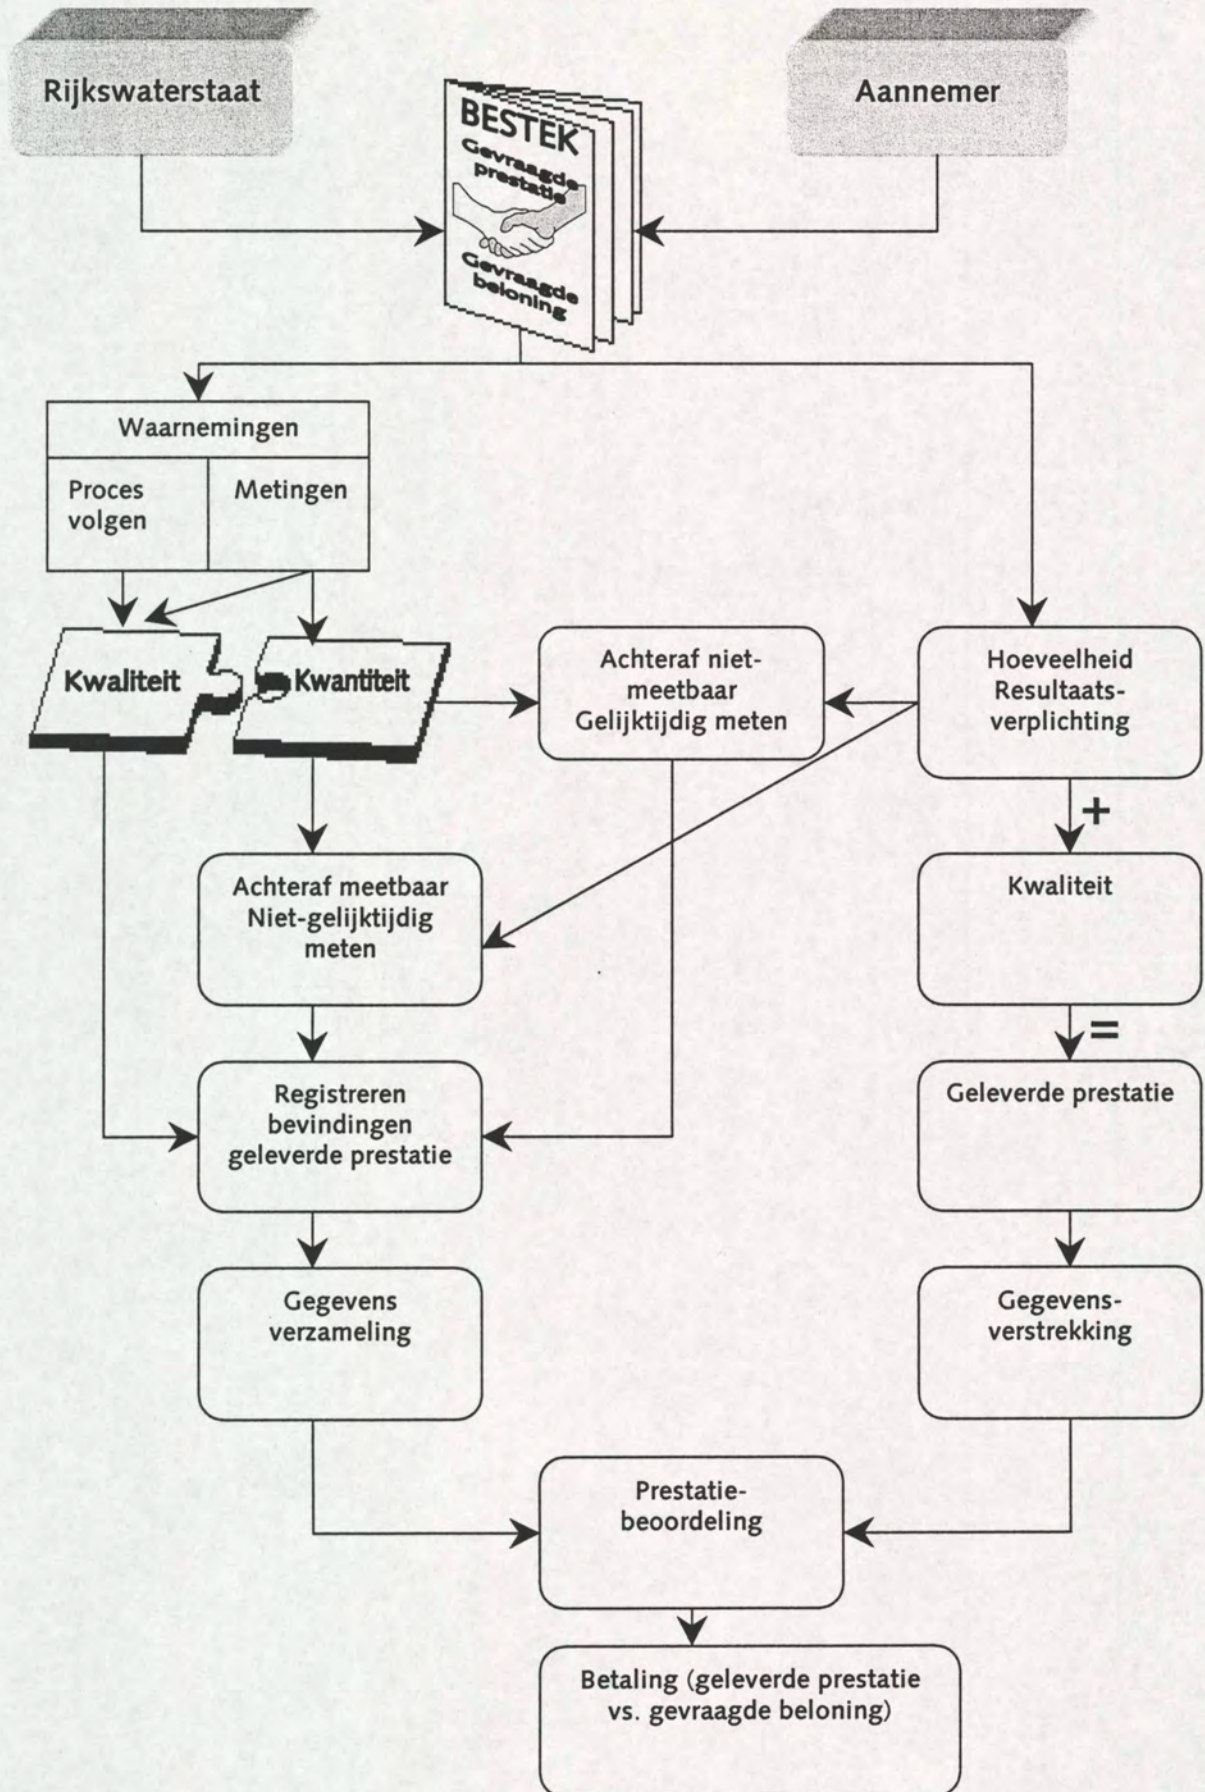 Rijkswaterstaat
Aannemer
BESTEK
Gevraagde
prestatie
Gevraagde
beloning
Waarnemingen
Proces
volgen
Metingen
Kwaliteit
Kwantiteit
Achteraf niet-
meetbaar
Gelijktijdig meten
Hoeveelheid
Resultaats-
verplichting
+
Achteraf meetbaar
Niet-gelijktijdig
meten
Kwaliteit
=
Registreren
bevindingen
geleverde prestatie
Geleverde prestatie
Gegevens
verzameling
Gegevens-
verstrekking
Prestatie-
beoordeling
Betaling (geleverde prestatie
vs. gevraagde beloning)